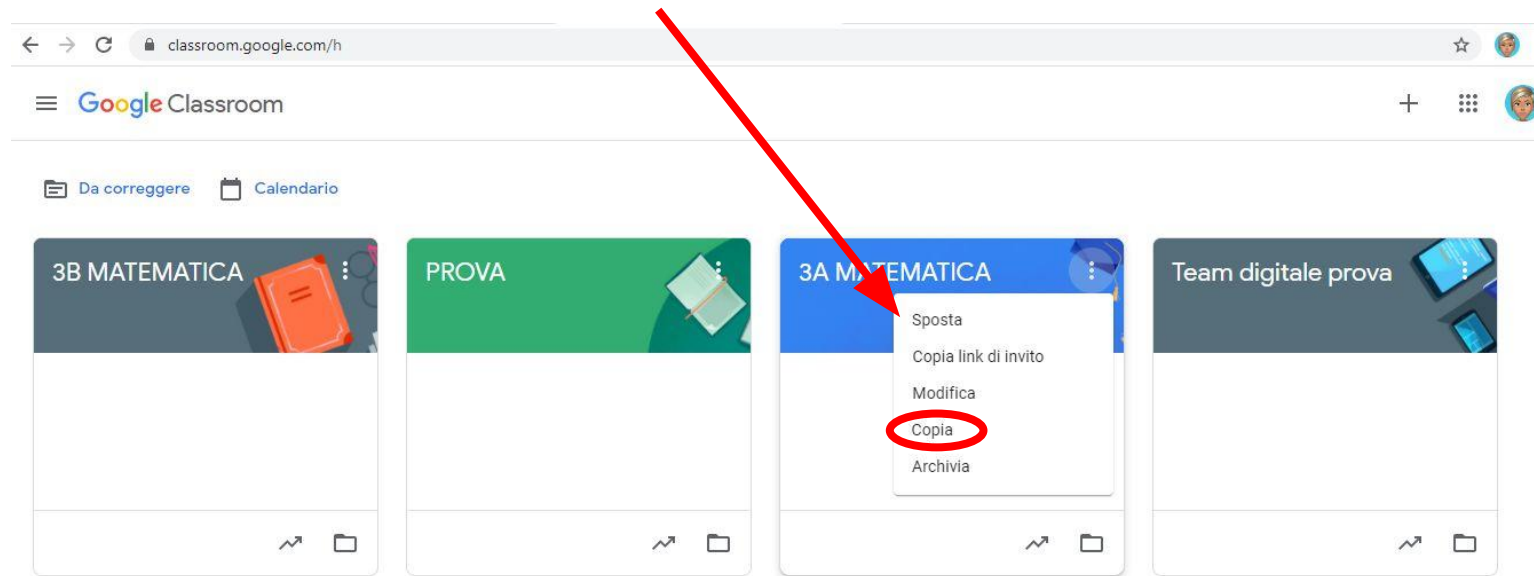 classroom.google.com/h
Google Classroom
Da correggere Calendario
3B MATEMATICA
PROVA
3A MATEMATICA
Team digitale prova
Sposta
Copia link di invito
Modifica
Copia
Archivia